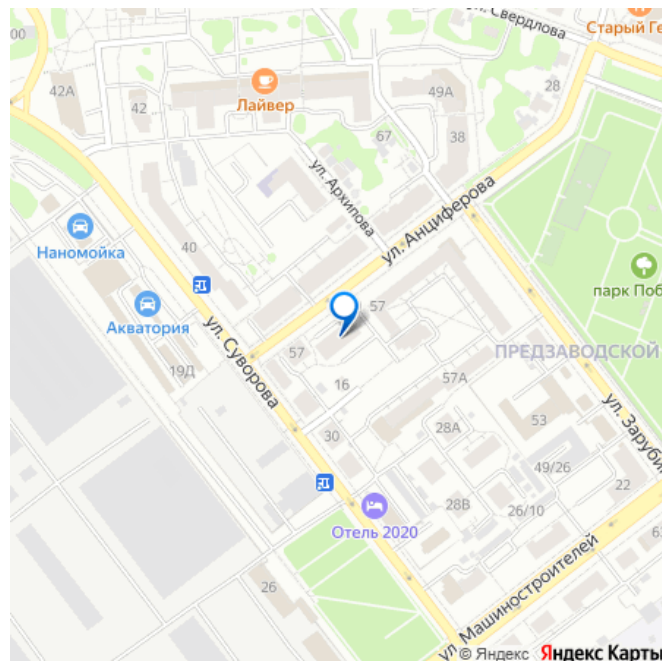 00
ул. Свердлова
Старый Ге
42А
42
Лайвер
49А
28
67
38
ул. Архипова
ул. Анциферова
Наномойка
40
парк Поб
Акватория
57
ул. Суворова
19Д
57
ПРЕДЗАВОДСКОЙ
16
57А
30
28А
53
ул. Заруби
49/26
22
28В
26/10
Отель 2020
26
ул. Машиностроителей
© Яндекс Яндекс Карты